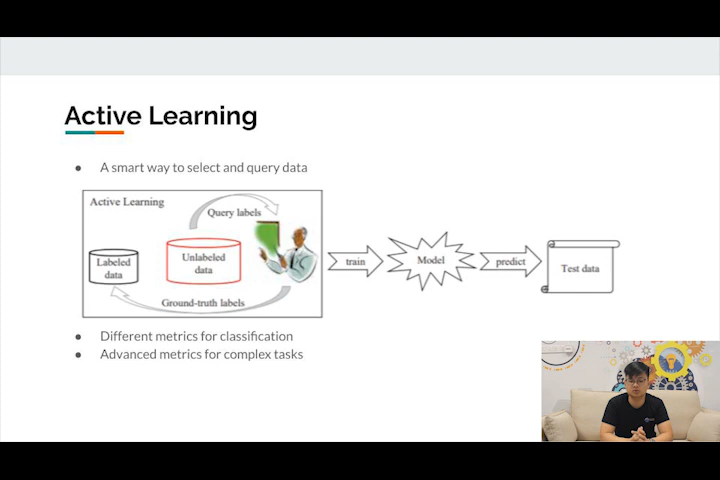 Active Learning
A smart way to select and query data
Active Learning
Query labels
Labeled
data
Unlabeled
data
Ground-truth labels
train
Model
predict
Test data
Different metrics for classification
Advanced metrics for complex tasks